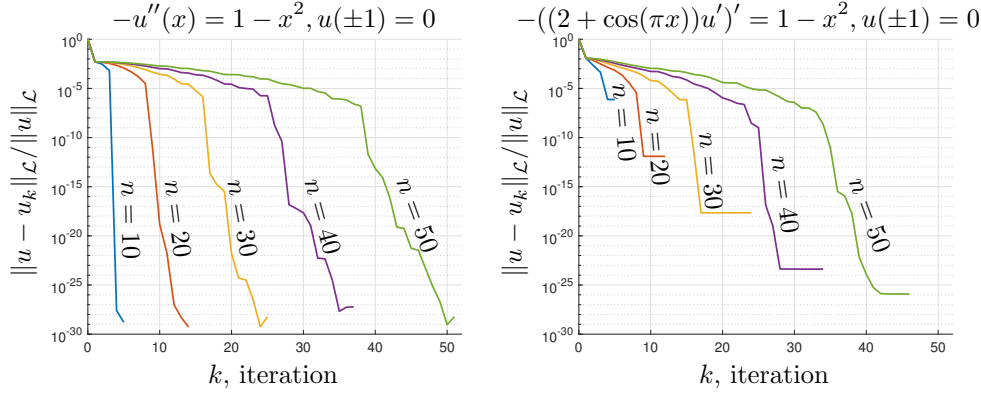 −u′′(x) = 1 − x², u(±1) = 0
‖u − u_k‖_ℒ/‖u‖_ℒ
10⁰
10⁻⁵
10⁻¹⁰
10⁻¹⁵
10⁻²⁰
10⁻²⁵
10⁻³⁰
n = 10
n = 20
n = 30
n = 40
n = 50
0 10 20 30 40 50
k, iteration
−((2 + cos(πx))u′)′ = 1 − x², u(±1) = 0
‖u − u_k‖_ℒ/‖u‖_ℒ
10⁰
10⁻⁵
10⁻¹⁰
10⁻¹⁵
10⁻²⁰
10⁻²⁵
10⁻³⁰
n = 10
n = 20
n = 30
n = 40
n = 50
0 10 20 30 40 50
k, iteration